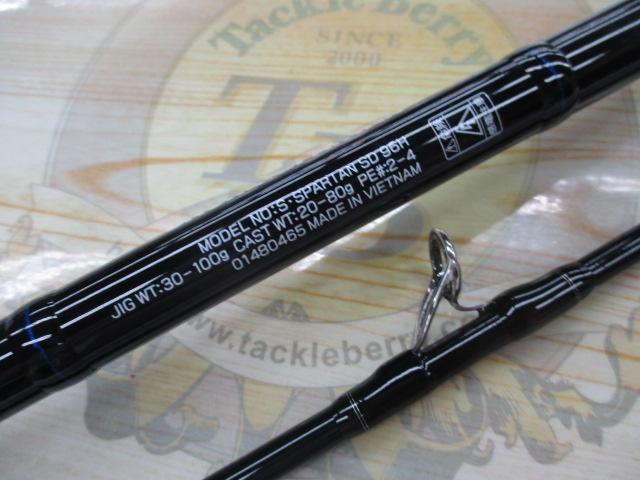 Tackle Berry
SINCE
2000
TB
MODEL NO:S・SPARTAN SD 96H
JIG WT:30-100g CAST WT:20-80g PE#:2-4
01480465 MADE IN VIETNAM
www.tackleberry